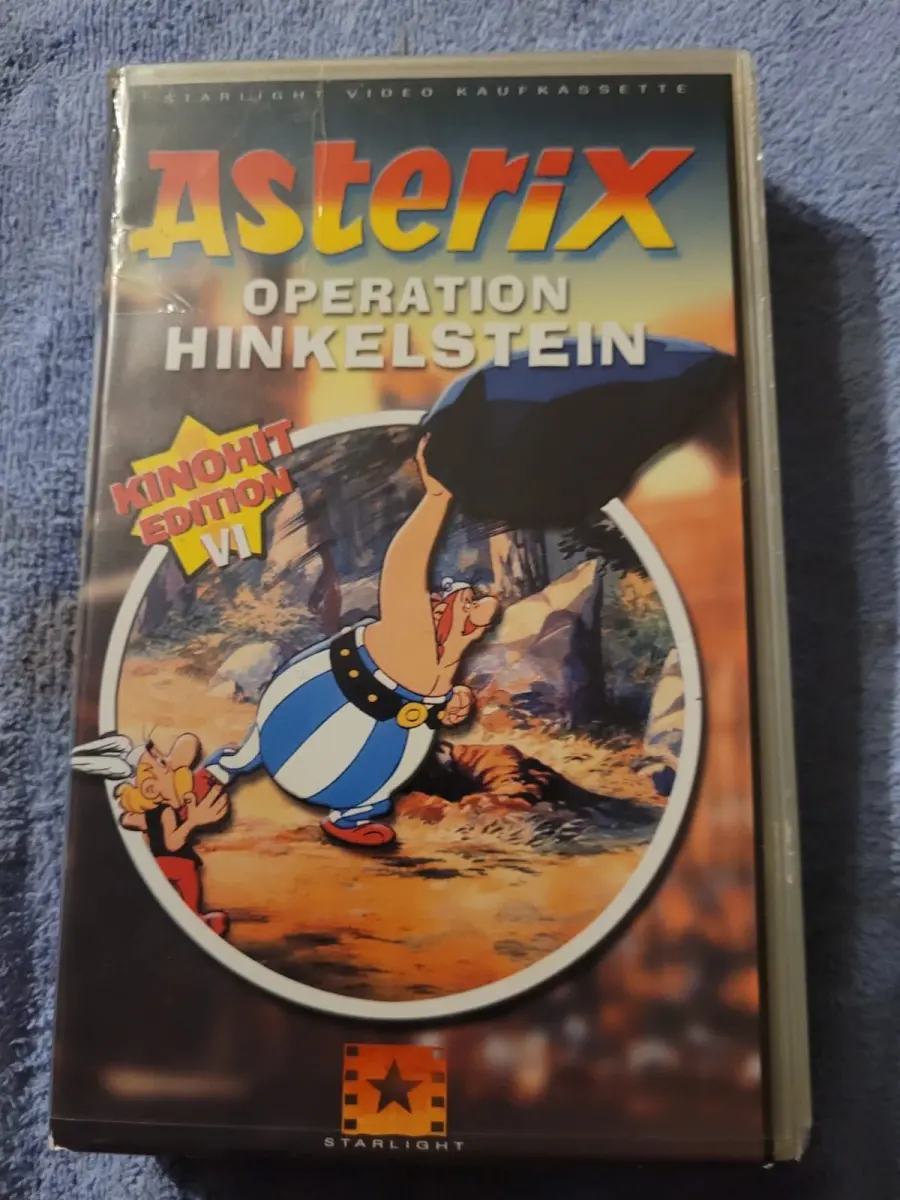 STARLIGHT VIDEO KAUFKASSETTE
Asterix
OPERATION
HINKELSTEIN
KINOHIT
EDITION
VI
STARLIGHT